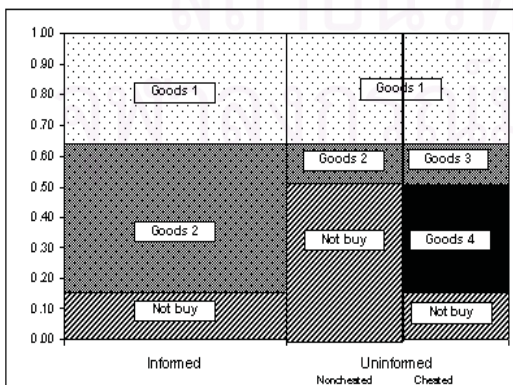 1.00
0.90
0.80
0.70
0.60
0.50
0.40
0.30
0.20
0.10
0.00
Goods 1
Goods 1
Goods 2
Goods 3
Goods 2
Not buy
Goods 4
Not buy
Not buy
Informed
Uninformed
Noncheated
Cheated